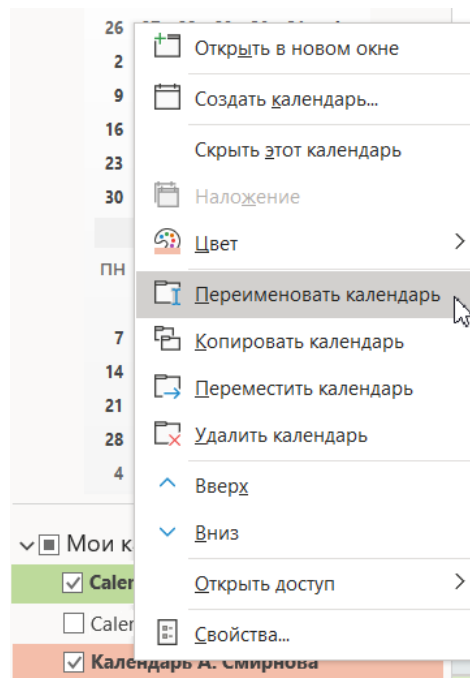 26
2
Открыть в новом окне
9
Создать календарь...
16
Скрыть этот календарь
23
30
Наложение
Цвет
ПН
Переименовать календарь
7
Копировать календарь
14
Переместить календарь
21
28
Удалить календарь
4
Вверх
Вниз
Мои
Открыть доступ
Свойства...
Календарь А. Смирнова